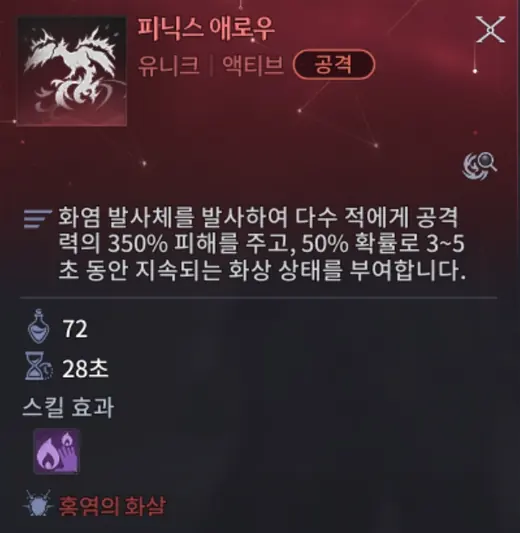 피닉스 애로우
유니크 | 액티브 공격
화염 발사체를 발사하여 다수 적에게 공격
력의 350% 피해를 주고, 50% 확률로 3~5
초 동안 지속되는 화상 상태를 부여합니다.
72
28초
스킬 효과
홍염의 화살